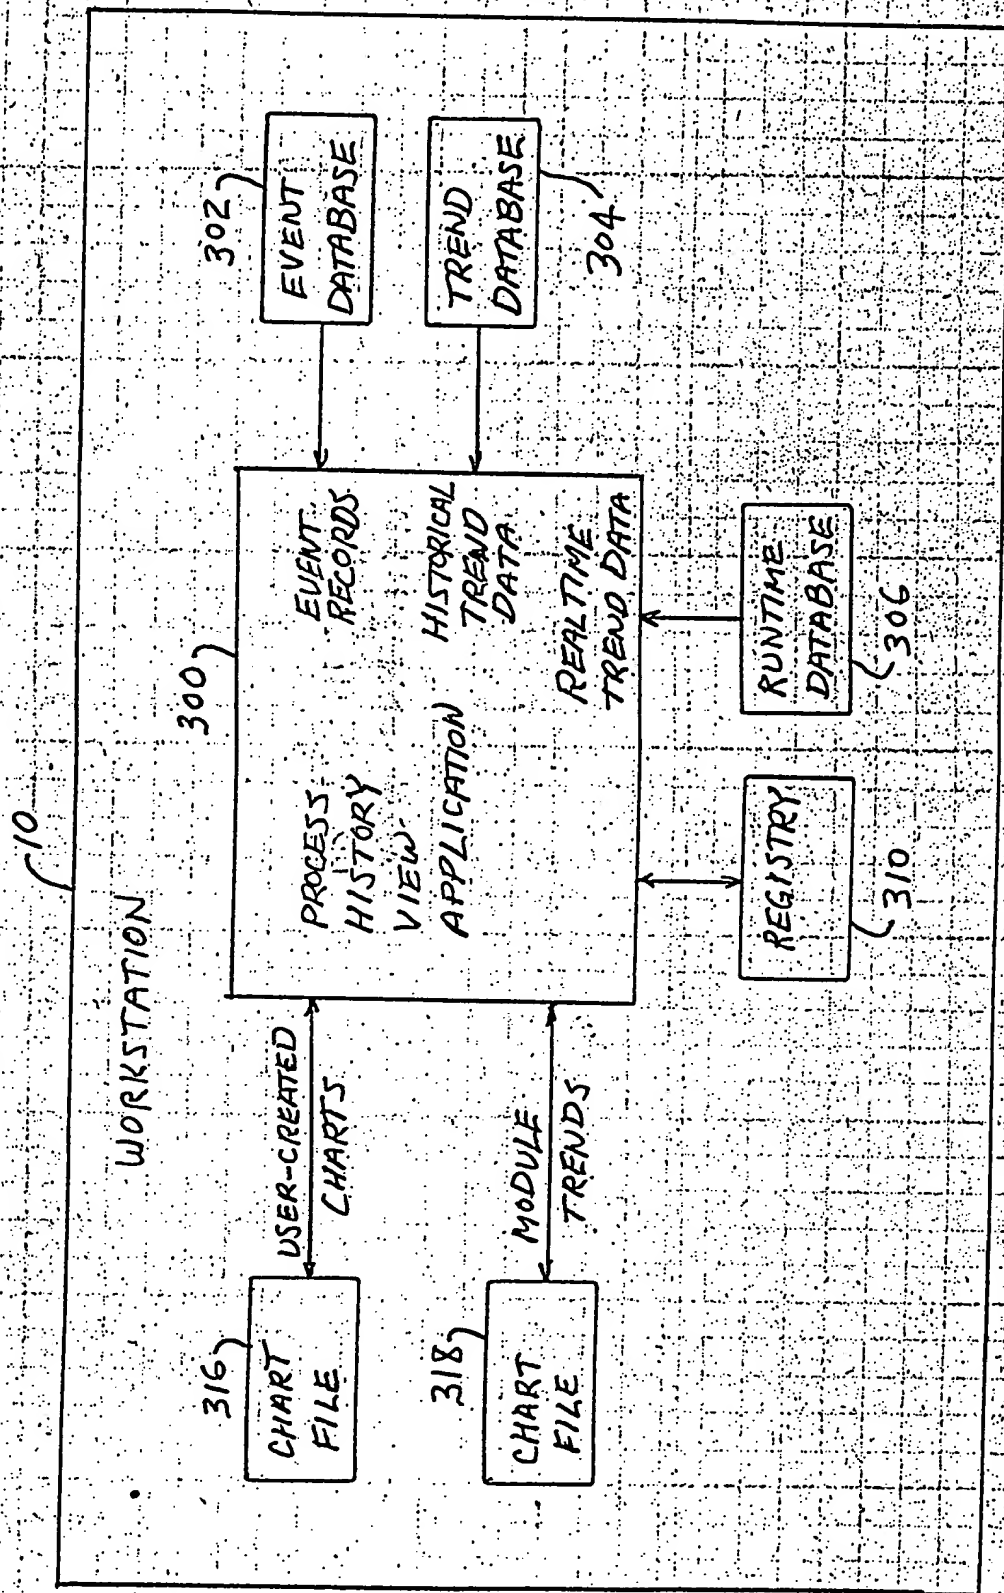 10
WORKSTATION
300
302
EVENT
DATABASE
TREND
DATABASE
304
316
CHART
FILE
USER-CREATED
CHARTS
318
CHART
FILE
MODULE
TRENDS
PROCESS
HISTORY
VIEW
APPLICATION
EVENT
RECORDS
HISTORICAL
TREND
DATA
REALTIME
TREND DATA
REGISTRY
310
RUNTIME
DATABASE
306